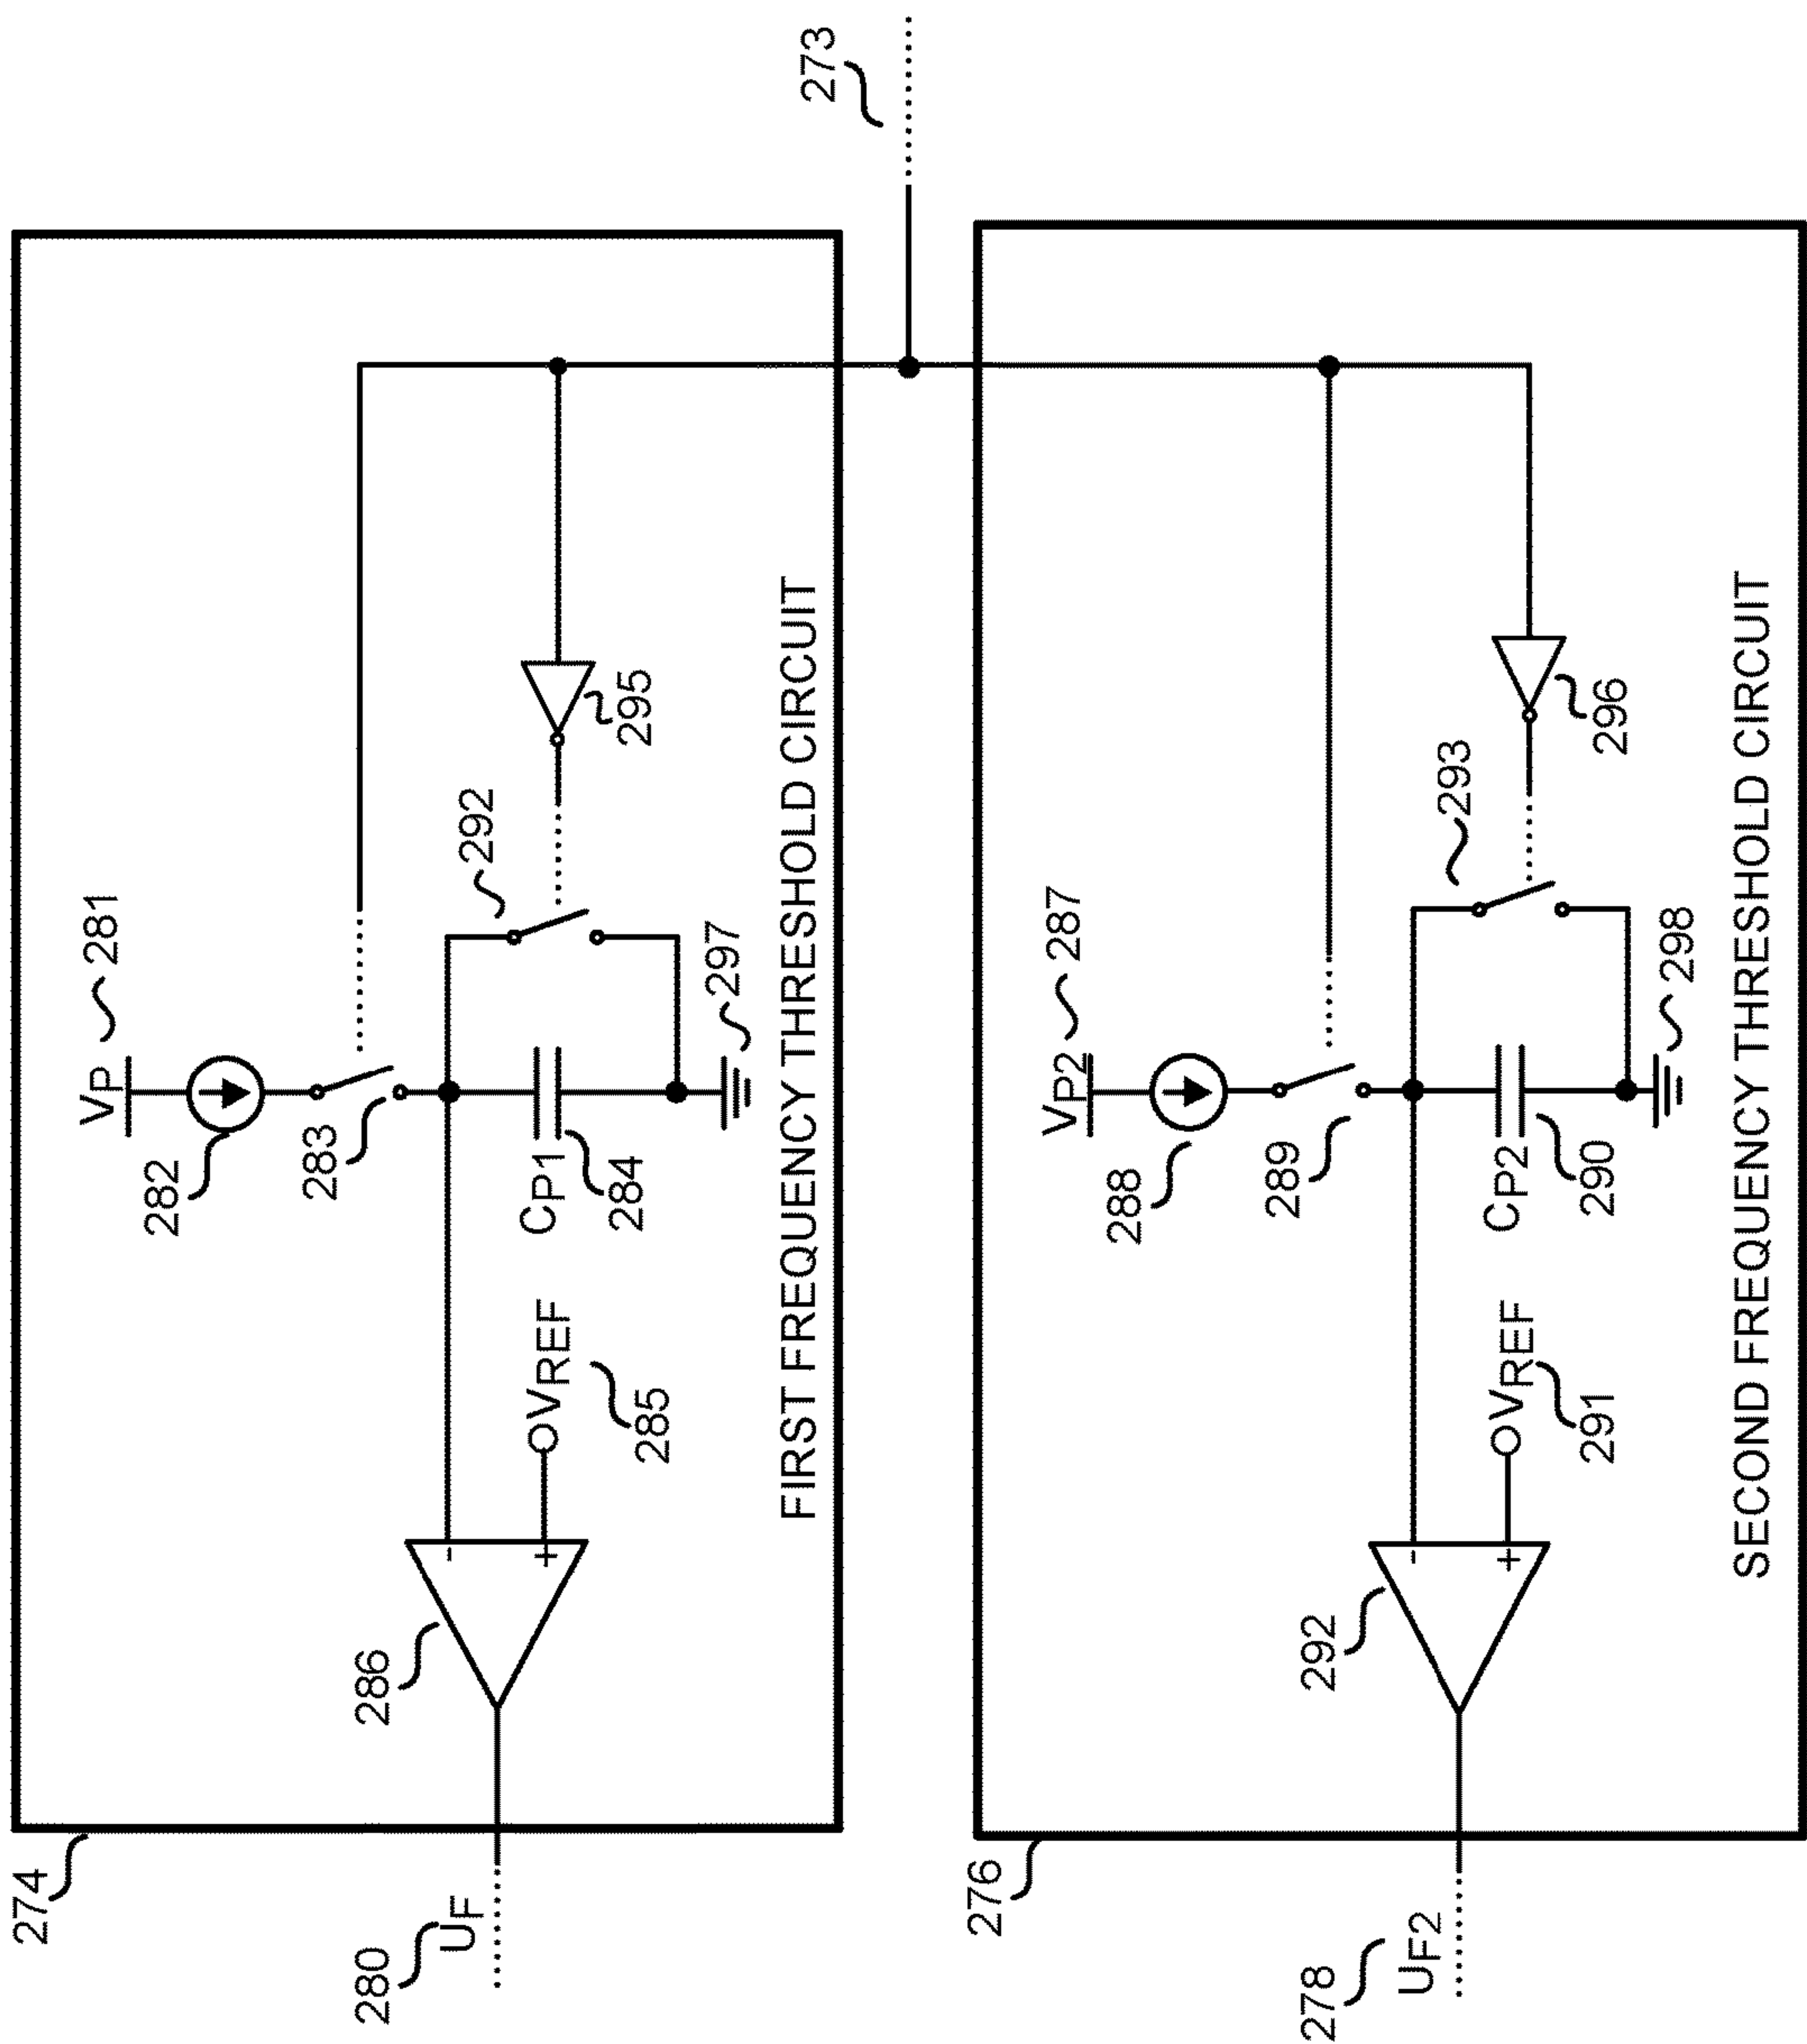 274
280
UF
286
VREF
285
-
+
VP
281
282
283
CP1
284
292
295
297
FIRST FREQUENCY THRESHOLD CIRCUIT
273
276
278
UF2
292
VREF
291
-
+
VP2
287
288
289
CP2
290
293
296
298
SECOND FREQUENCY THRESHOLD CIRCUIT